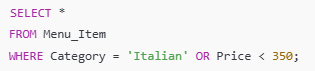 SELECT *
FROM Menu_Item
WHERE Category = 'Italian' OR Price < 350;